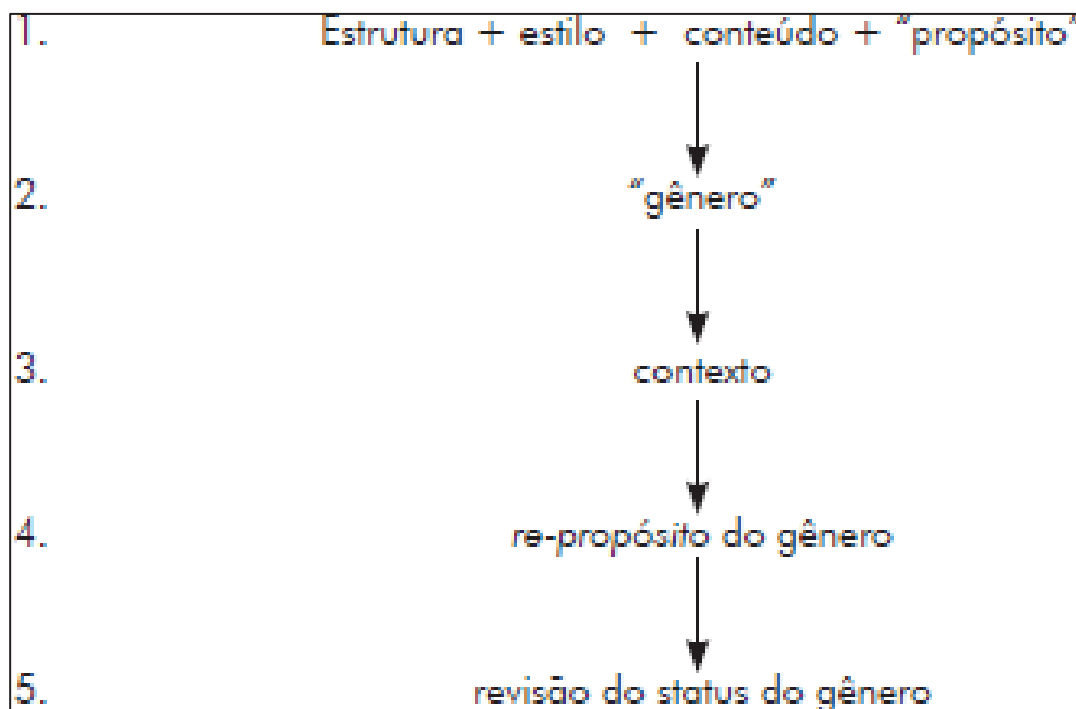 1. Estrutura + estilo + conteúdo + “propósito”
2. “gênero”
3. contexto
4. re-propósito do gênero
5. revisão do status do gênero